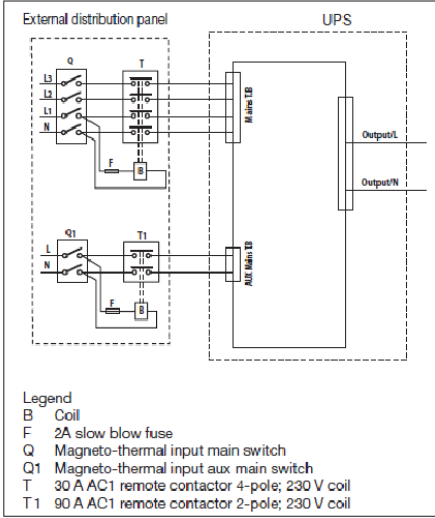 External distribution panel
UPS
Q
T
L3
L2
L1
N
F
B
Mains T.B
Output/L
Output/N
Q1
T1
L
N
F
B
AUX Mains T.B
Legend
B Coil
F 2A slow blow fuse
Q Magneto-thermal input main switch
Q1 Magneto-thermal input aux main switch
T 30 A AC1 remote contactor 4-pole; 230 V coil
T1 90 A AC1 remote contactor 2-pole; 230 V coil